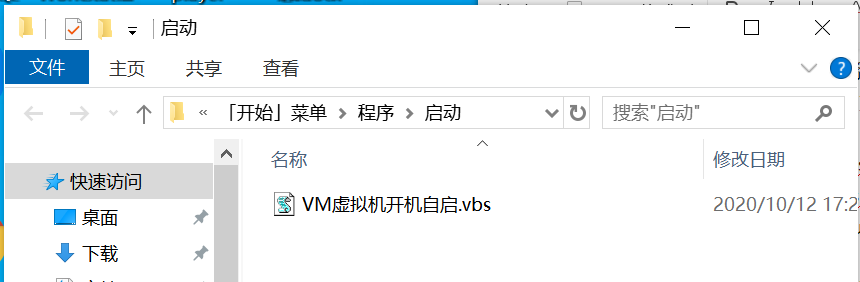 启动
文件 主页 共享 查看
« 「开始」菜单 > 程序 > 启动 搜索"启动"
名称 修改日期
快速访问
VM虚拟机开机自启.vbs 2020/10/12 17:2
桌面
下载